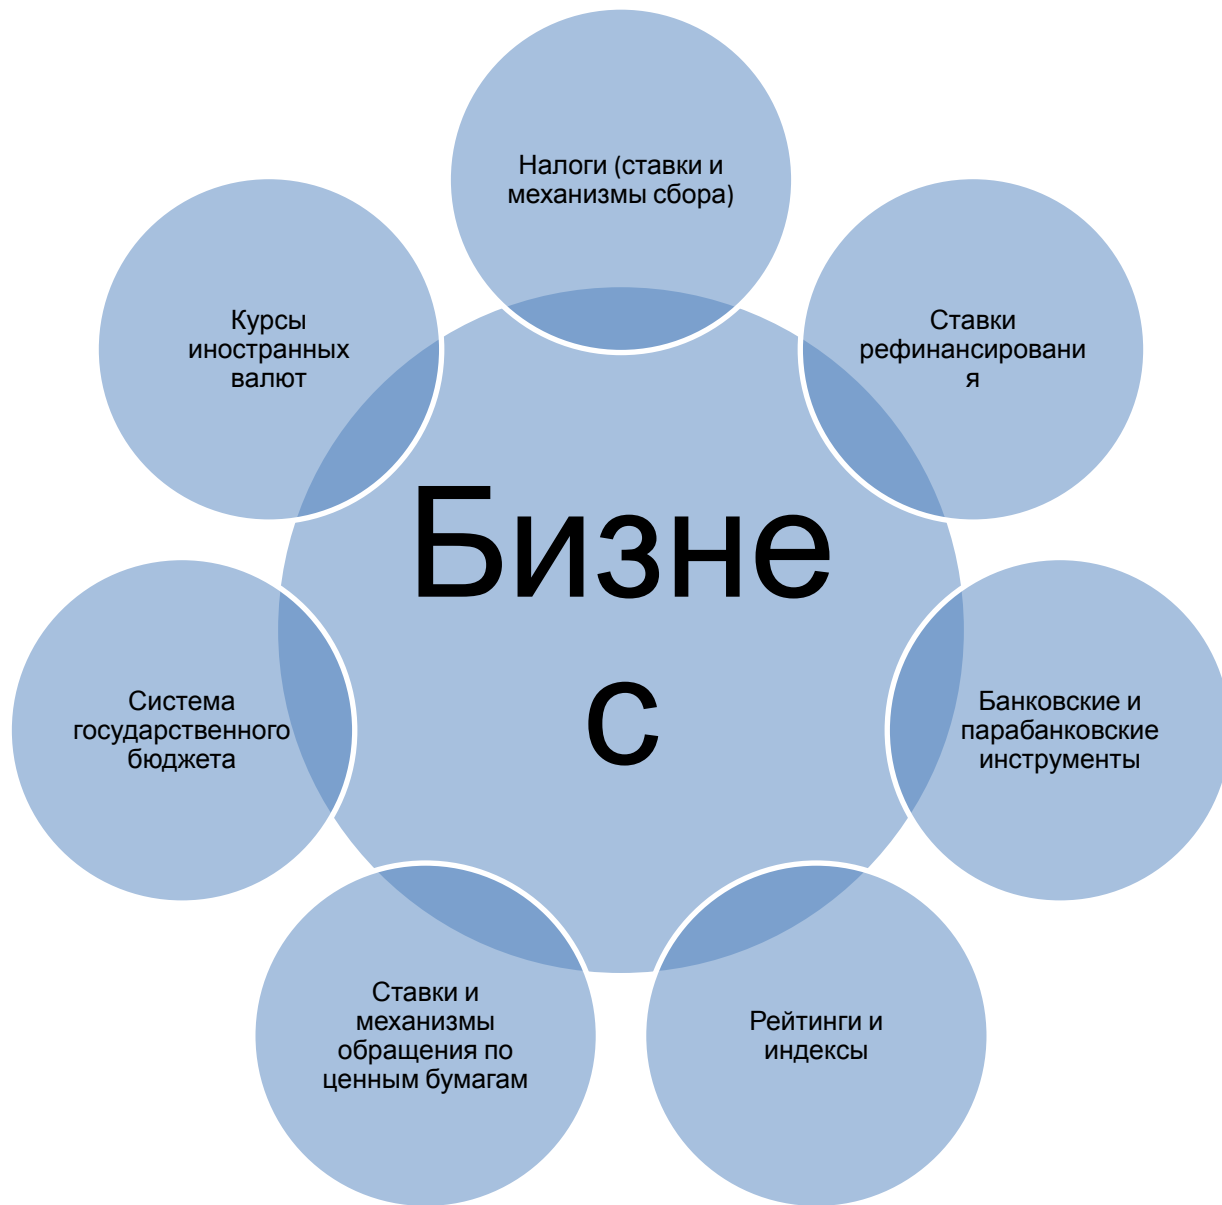 Налоги (ставки и
механизмы сбора)
Курсы
иностранных
валют
Ставки
рефинансировани
я
Бизне
с
Система
государственного
бюджета
Банковские и
парабанковские
инструменты
Ставки и
механизмы
обращения по
ценным бумагам
Рейтинги и
индексы